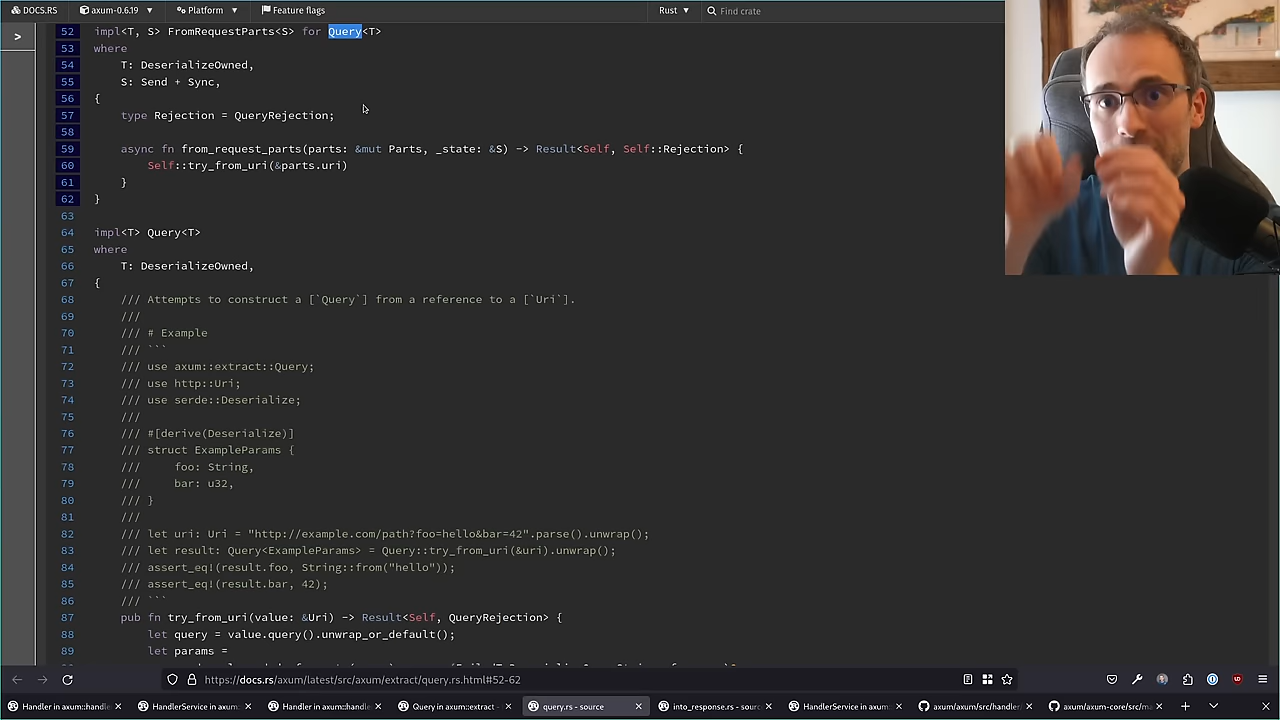 DOCS.RS axum-0.6.19 Platform Feature flags Rust Find crate
>
52 impl<T, S> FromRequestParts<S> for Query<T>
53 where
54 T: DeserializeOwned,
55 S: Send + Sync,
56 {
57 type Rejection = QueryRejection;
58
59 async fn from_request_parts(parts: &mut Parts, _state: &S) -> Result<Self, Self::Rejection> {
60 Self::try_from_uri(&parts.uri)
61 }
62 }
63
64 impl<T> Query<T>
65 where
66 T: DeserializeOwned,
67 {
68 /// Attempts to construct a [`Query`] from a reference to a [`Uri`].
69 ///
70 /// # Example
71 /// ```
72 /// use axum::extract::Query;
73 /// use http::Uri;
74 /// use serde::Deserialize;
75 ///
76 /// #[derive(Deserialize)]
77 /// struct ExampleParams {
78 /// foo: String,
79 /// bar: u32,
80 /// }
81 ///
82 /// let uri: Uri = "http://example.com/path?foo=hello&bar=42".parse().unwrap();
83 /// let result: Query<ExampleParams> = Query::try_from_uri(&uri).unwrap();
84 /// assert_eq!(result.foo, String::from("hello"));
85 /// assert_eq!(result.bar, 42);
86 /// ```
87 pub fn try_from_uri(value: &Uri) -> Result<Self, QueryRejection> {
88 let query = value.query().unwrap_or_default();
89 let params =
https://docs.rs/axum/latest/src/axum/extract/query.rs.html#52-62
Handler in axum::handle HandlerService in axum: Handler in axum::handle Query in axum::extract - query.rs - source into_response.rs - sourc HandlerService in axum: axum/axum/src/handler/ axum/axum-core/src/ma